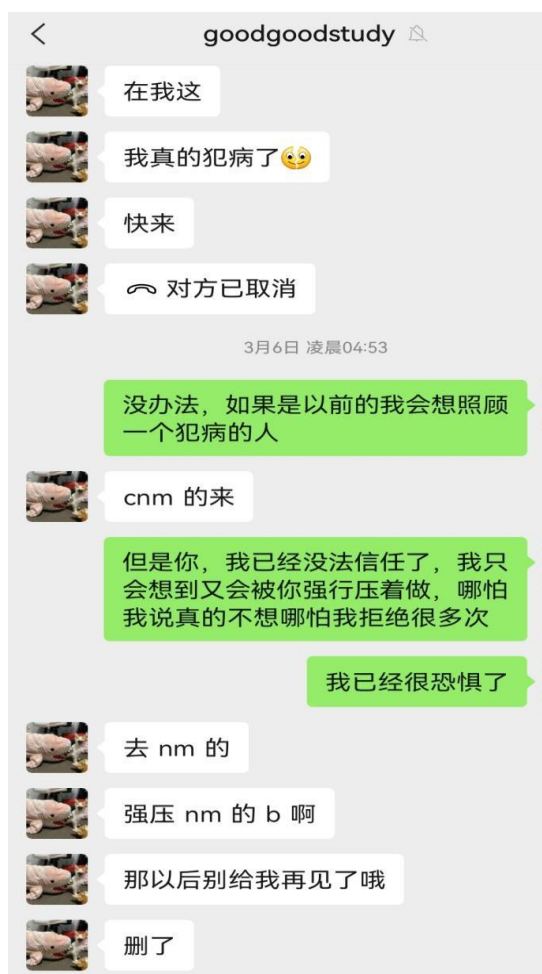 goodgoodstudy
在我这
我真的犯病了🫣
快来
对方已取消
3月6日 凌晨04:53
没办法，如果是以前的我会想照顾
一个犯病的人
cnm 的来
但是你，我已经没法信任了，我只
会想到又会被你强行压着做，哪怕
我说真的不想哪怕我拒绝很多次
我已经很恐惧了
去 nm 的
强压 nm 的 b 啊
那以后别给我再见了哦
删了